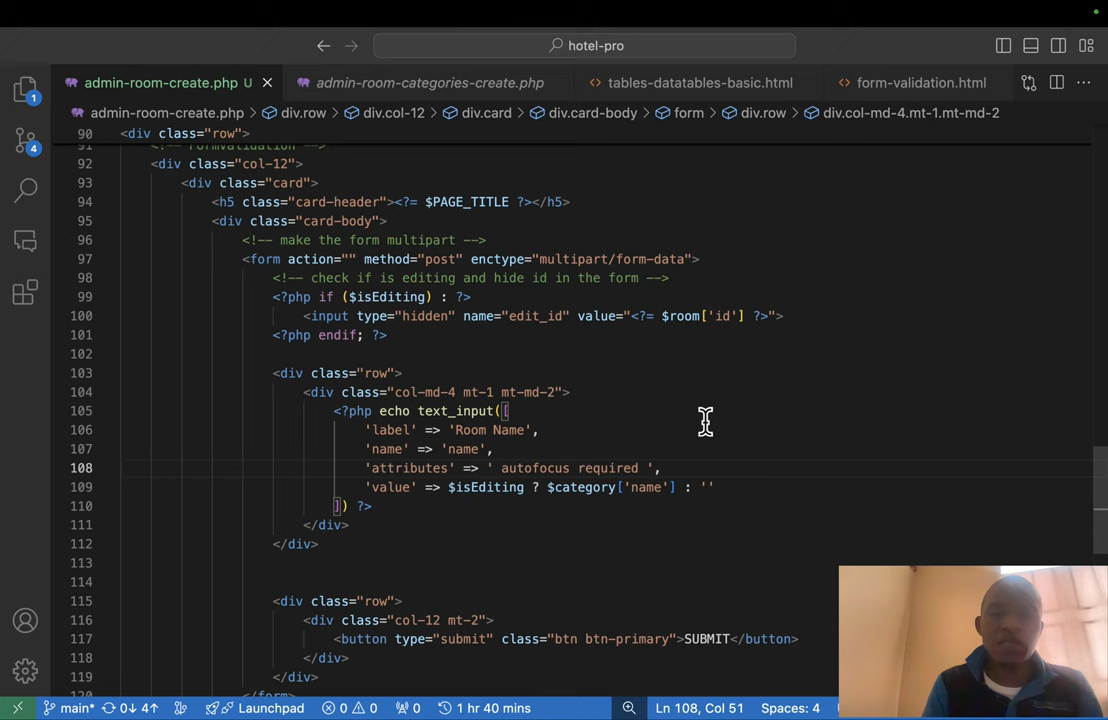 hotel-pro
admin-room-create.php U
admin-room-categories-create.php
tables-datatables-basic.html
form-validation.html
admin-room-create.php > div.row > div.col-12 > div.card > div.card-body > form > div.row > div.col-md-4.mt-1.mt-md-2
90 <div class="row">
91 <!-- FormValidation -->
92 <div class="col-12">
93 <div class="card">
94 <h5 class="card-header"><?= $PAGE_TITLE ?></h5>
95 <div class="card-body">
96 <!-- make the form multipart -->
97 <form action="" method="post" enctype="multipart/form-data">
98 <!-- check if is editing and hide id in the form -->
99 <?php if ($isEditing) : ?>
100 <input type="hidden" name="edit_id" value="<?= $room['id'] ?>">
101 <?php endif; ?>
102
103 <div class="row">
104 <div class="col-md-4 mt-1 mt-md-2">
105 <?php echo text_input([
106 'label' => 'Room Name',
107 'name' => 'name',
108 'attributes' => ' autofocus required ',
109 'value' => $isEditing ? $category['name'] : ''
110 ]) ?>
111 </div>
112 </div>
113
114
115 <div class="row">
116 <div class="col-12 mt-2">
117 <button type="submit" class="btn btn-primary">SUBMIT</button>
118 </div>
119 </div>
120 </form>
1
4
main* 0↓ 4↑ Launchpad 0 0 0 1 hr 40 mins Ln 108, Col 51 Spaces: 4